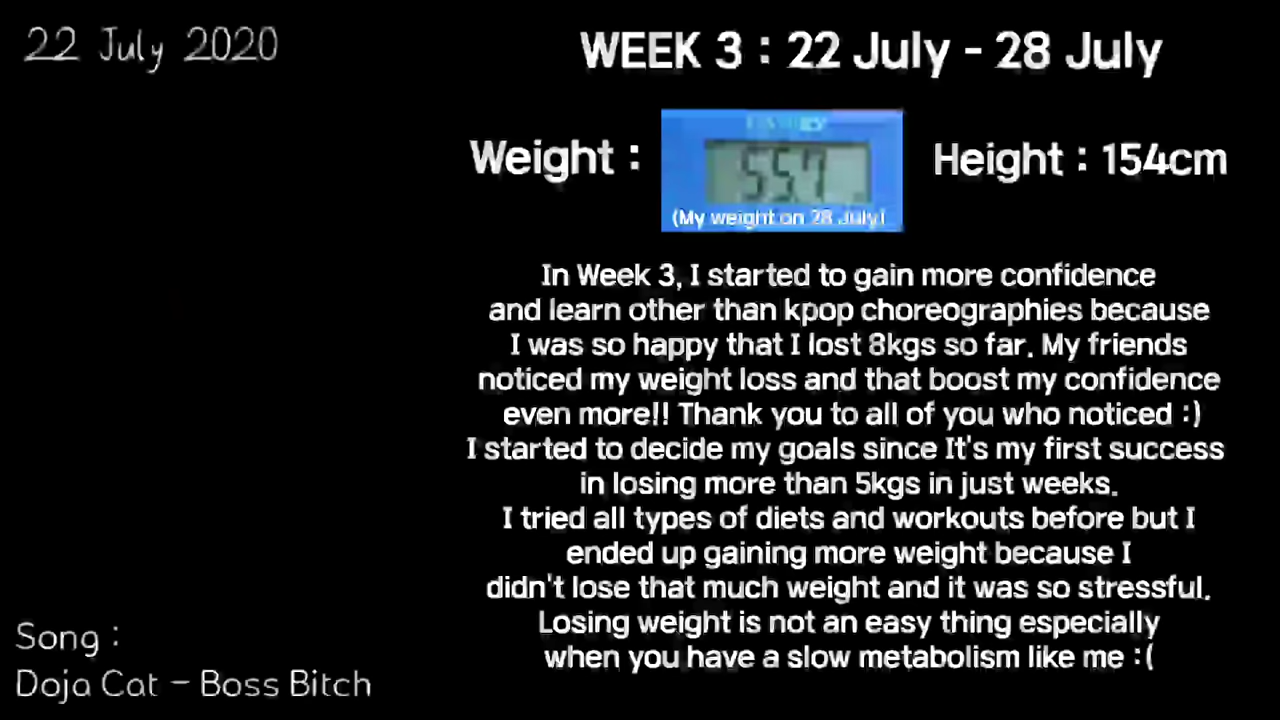 22 July 2020
WEEK 3 : 22 July - 28 July
Weight :
55.7
(My weight on 28 July)
Height : 154cm
In Week 3, I started to gain more confidence
and learn other than kpop choreographies because
I was so happy that I lost 8kgs so far. My friends
noticed my weight loss and that boost my confidence
even more!! Thank you to all of you who noticed :)
I started to decide my goals since It's my first success
in losing more than 5kgs in just weeks.
I tried all types of diets and workouts before but I
ended up gaining more weight because I
didn't lose that much weight and it was so stressful.
Losing weight is not an easy thing especially
when you have a slow metabolism like me :(
Song :
Doja Cat - Boss Bitch